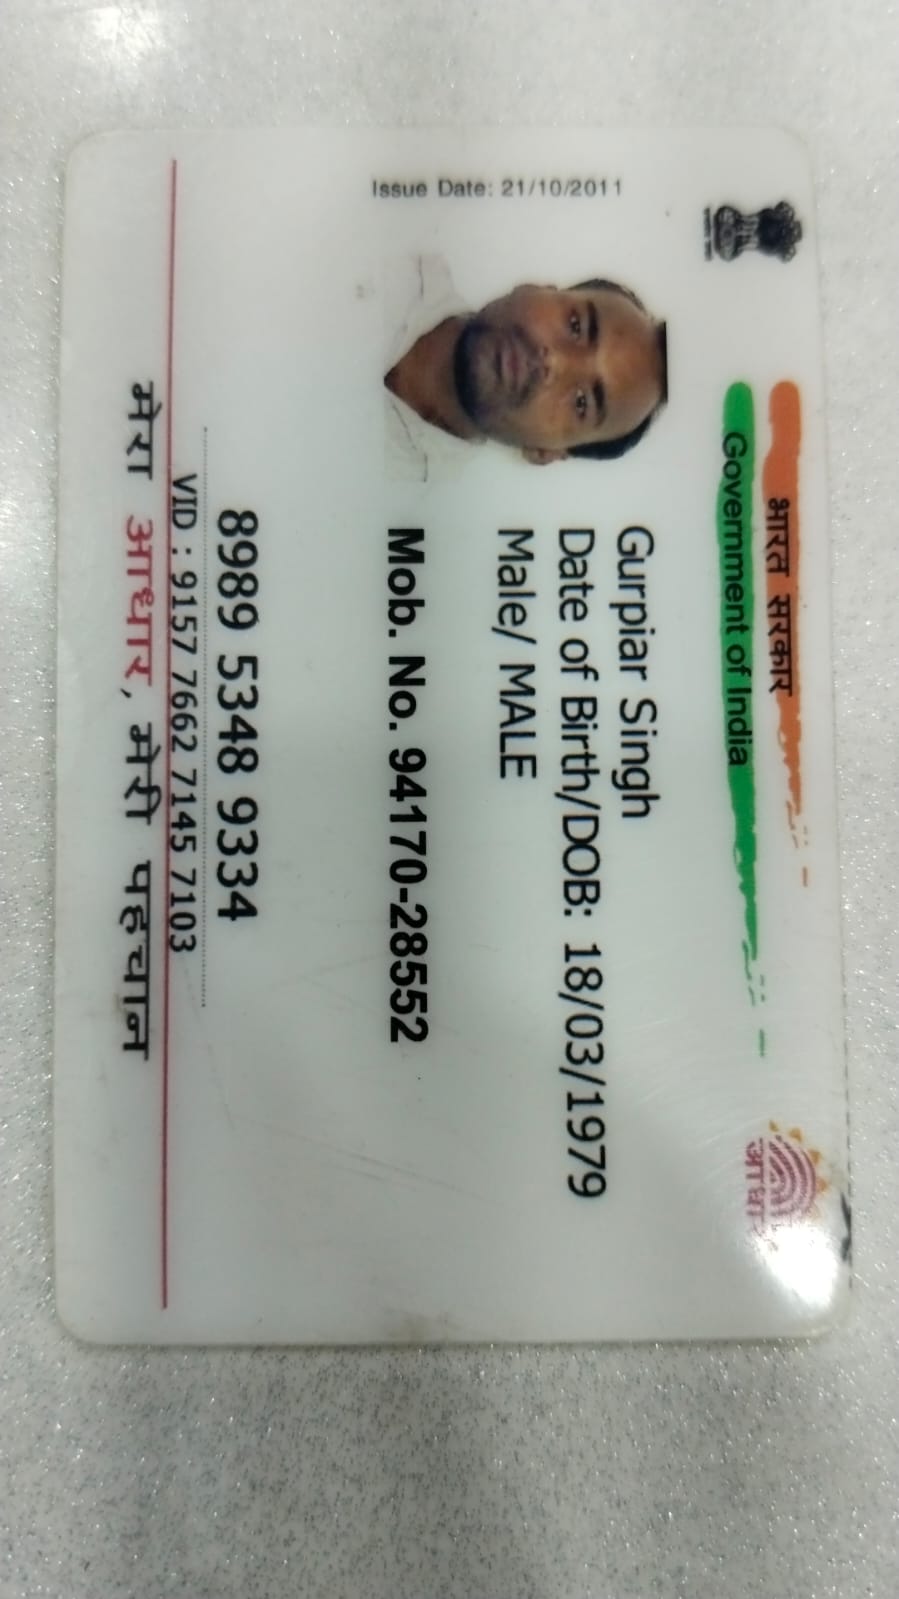 भारत सरकार
Government of India
Issue Date: 21/10/2011
Gurpiar Singh
Date of Birth/DOB: 18/03/1979
Male/ MALE
Mob. No. 94170-28552
8989 5348 9334
VID : 9157 7662 7145 7103
मेरा आधार, मेरी पहचान